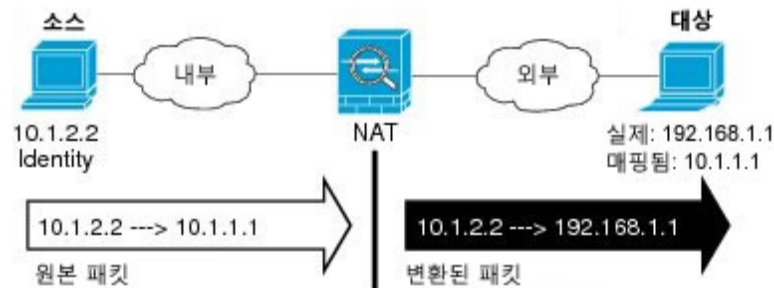 소스
대상
내부
외부
10.1.2.2
Identity
NAT
실제: 192.168.1.1
매핑됨: 10.1.1.1
10.1.2.2 ---> 10.1.1.1
10.1.2.2 ---> 192.168.1.1
원본 패킷
변환된 패킷